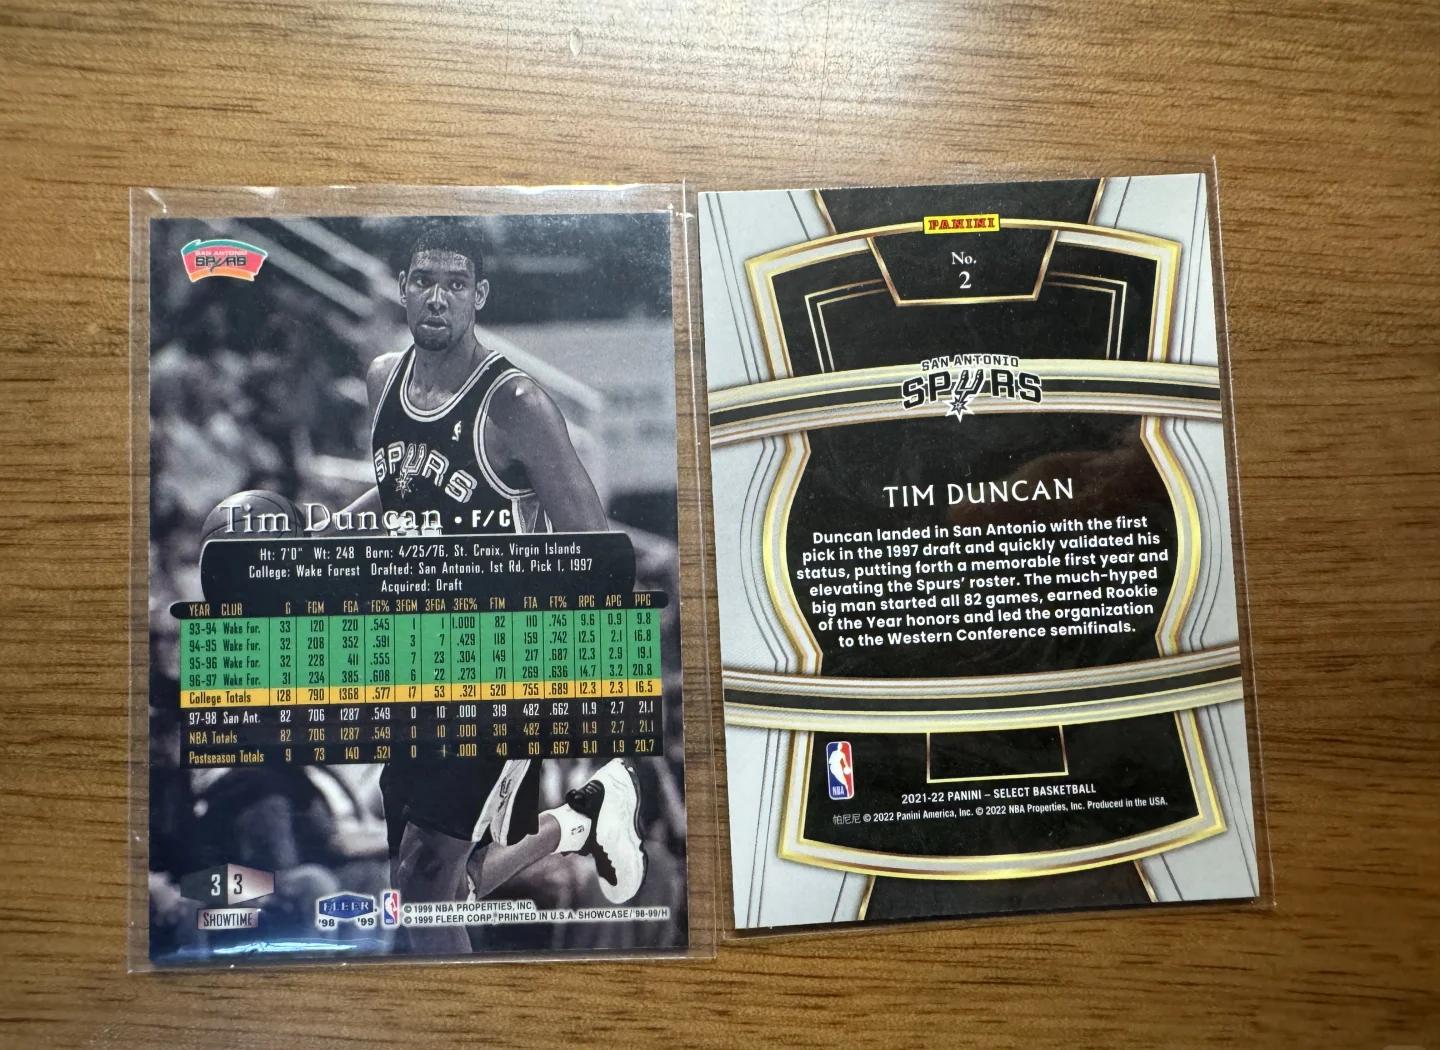 SAN ANTONIO
SPURS
SPURS
Tim Duncan • F/C
Ht: 7'0" Wt: 248 Born: 4/25/76, St. Croix, Virgin Islands
College: Wake Forest Drafted: San Antonio, 1st Rd, Pick 1, 1997
Acquired: Draft
YEAR CLUB G FGM FGA FG% 3FGM 3FGA 3FG% FTM FTA FT% RPG APG PPG
93-94 Wake For. 33 120 220 .545 1 1 1.000 82 110 .745 9.6 0.9 9.8
94-95 Wake For. 32 208 352 .591 3 7 .429 118 159 .742 12.5 2.1 16.8
95-96 Wake For. 32 228 411 .555 7 23 .304 149 217 .687 12.3 2.9 19.1
96-97 Wake For. 31 234 385 .608 6 22 .273 171 269 .636 14.7 3.2 20.8
College Totals 128 790 1368 .577 17 53 .321 520 755 .689 12.3 2.3 16.5
97-98 San Ant. 82 706 1287 .549 0 10 .000 319 482 .662 11.9 2.7 21.1
NBA Totals 82 706 1287 .549 0 10 .000 319 482 .662 11.9 2.7 21.1
Postseason Totals 9 73 140 .521 0 1 .000 40 60 .667 9.0 1.9 20.7
3 3
SHOWTIME
FLEER
'98 '99
© 1999 NBA PROPERTIES, INC.
© 1999 FLEER CORP., PRINTED IN U.S.A. SHOWCASE/'98-99/H
PANINI
No.
2
SAN ANTONIO
SPURS
TIM DUNCAN
Duncan landed in San Antonio with the first
pick in the 1997 draft and quickly validated his
status, putting forth a memorable first year and
elevating the Spurs' roster. The much-hyped
big man started all 82 games, earned Rookie
of the Year honors and led the organization
to the Western Conference semifinals.
NBA
2021-22 PANINI – SELECT BASKETBALL
帕尼尼 © 2022 Panini America, Inc. © 2022 NBA Properties, Inc. Produced in the USA.